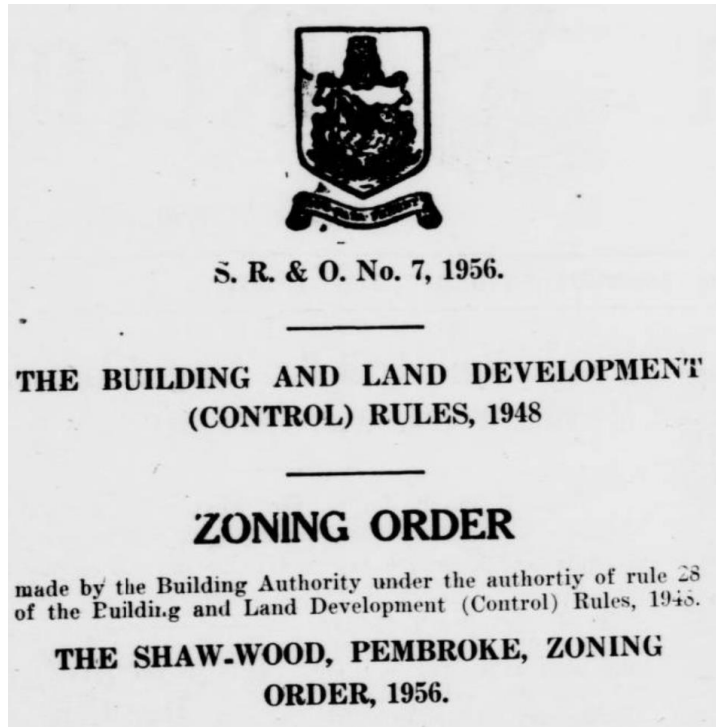 S. R. & O. No. 7, 1956.
THE BUILDING AND LAND DEVELOPMENT
(CONTROL) RULES, 1948
ZONING ORDER
made by the Building Authority under the authortiy of rule 28
of the Building and Land Development (Control) Rules, 1948.
THE SHAW-WOOD, PEMBROKE, ZONING
ORDER, 1956.